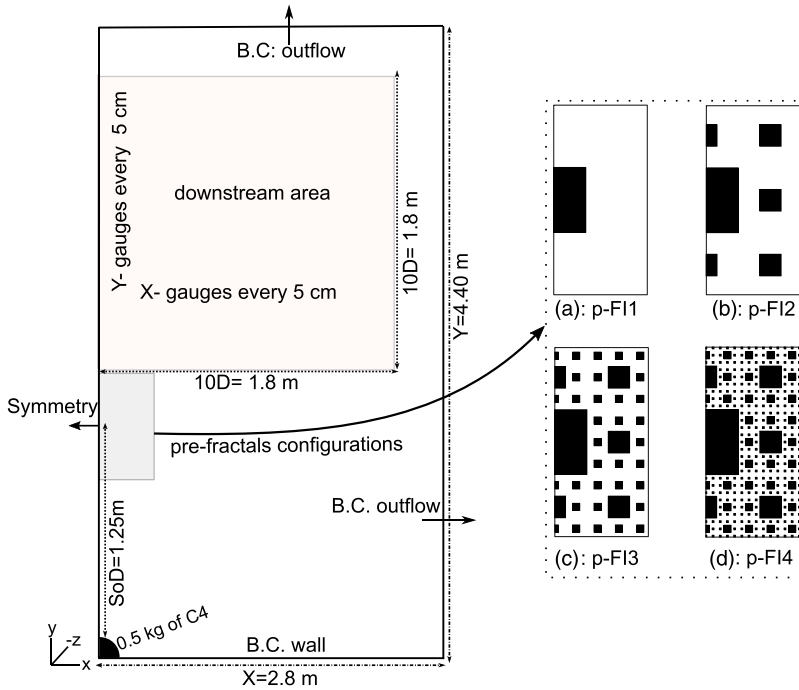 B.C: outflow
Y- gauges every 5 cm
downstream area
X- gauges every 5 cm
10D= 1.8 m
Y=4.40 m
10D= 1.8 m
Symmetry
pre-fractals configurations
SoD=1.25m
B.C. outflow
0.5 kg of C4
B.C. wall
y
-z
x
X=2.8 m
(a): p-FI1
(b): p-FI2
(c): p-FI3
(d): p-FI4